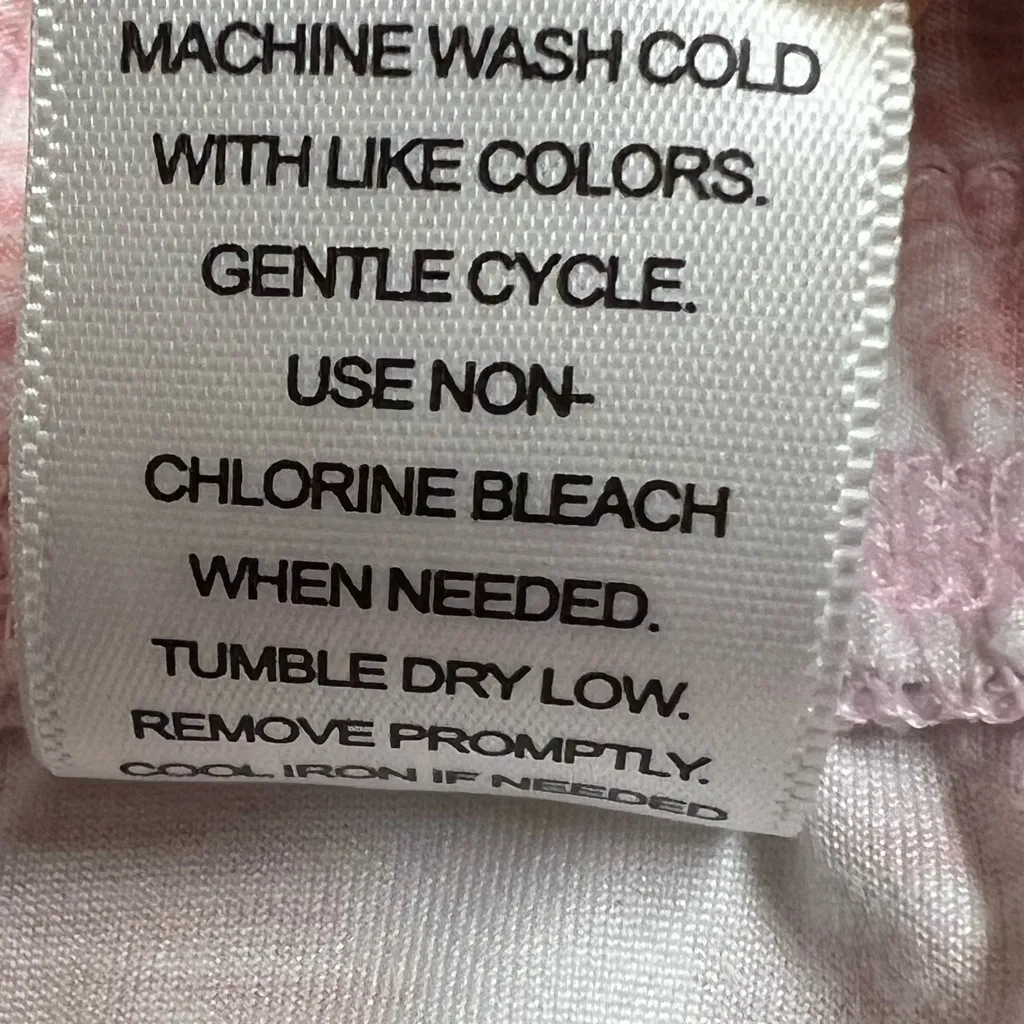 MACHINE WASH COLD
WITH LIKE COLORS.
GENTLE CYCLE.
USE NON-
CHLORINE BLEACH
WHEN NEEDED.
TUMBLE DRY LOW.
REMOVE PROMPTLY.
COOL IRON IF NEEDED